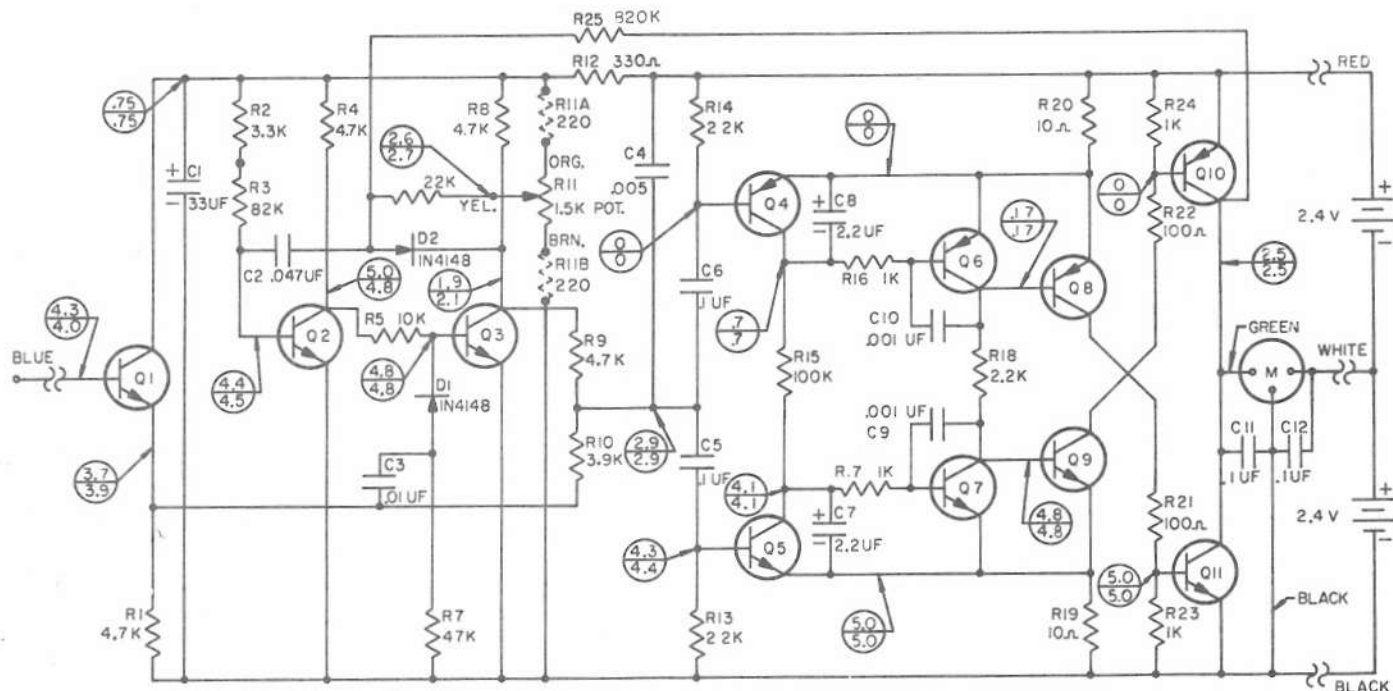 R25 820K
R12 330Ω
RED
.75
.75
R2
3.3K
R4
4.7K
R8
4.7K
R11A
220
R14
2.2K
R20
10Ω
R24
1K
0
0
C4
.005
2.6
2.7
ORG.
R11
1.5K POT.
YEL.
22K
+
C1
-
33UF
R3
82K
Q4
+ C8
-
2.2UF
0
0
Q10
R22
100Ω
+
2.4 V
-
.17
.17
BRN.
R11B
220
D2
IN4148
C2 .047UF
0
0
C6
.1UF
Q6
R16 1K
Q8
2.5
2.5
5.0
4.8
1.9
2.1
4.3
4.0
BLUE
Q1
Q2
R5 10K
Q3
.7
.7
C10
.001 UF
GREEN
WHITE
M
R9
4.7K
R15
100K
R18
2.2K
4.4
4.5
4.8
4.8
D1
IN4148
2.9
2.9
.001 UF
C9
C11
.1UF
C12
.1UF
3.7
3.9
C3
.01UF
R10
3.9K
C5
.1UF
4.1
4.1
R.7 1K
Q7
Q9
+
2.4 V
-
4.8
4.8
R21
100Ω
+ C7
-
2.2UF
4.3
4.4
Q5
5.0
5.0
Q11
R1
4.7K
R7
47K
R13
2.2K
5.0
5.0
R19
10Ω
R23
1K
BLACK
BLACK